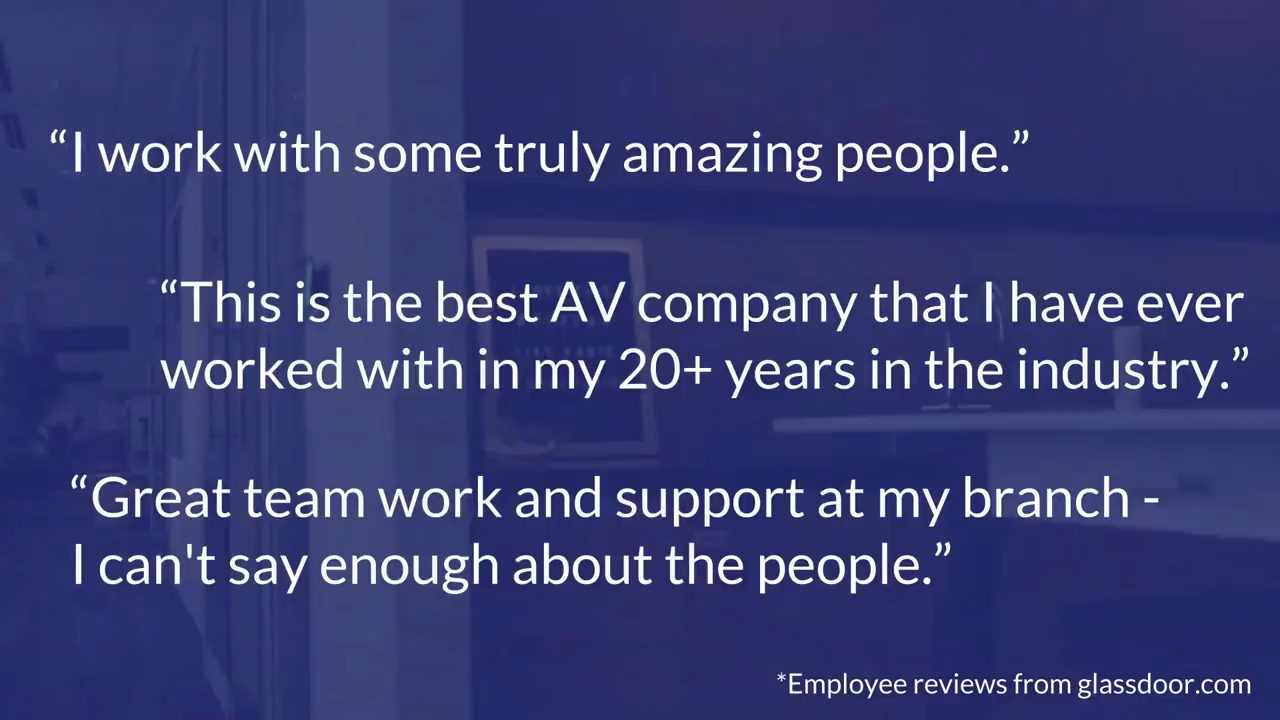 “I work with some truly amazing people.”
“This is the best AV company that I have ever
worked with in my 20+ years in the industry.”
“Great team work and support at my branch -
I can't say enough about the people.”
*Employee reviews from glassdoor.com